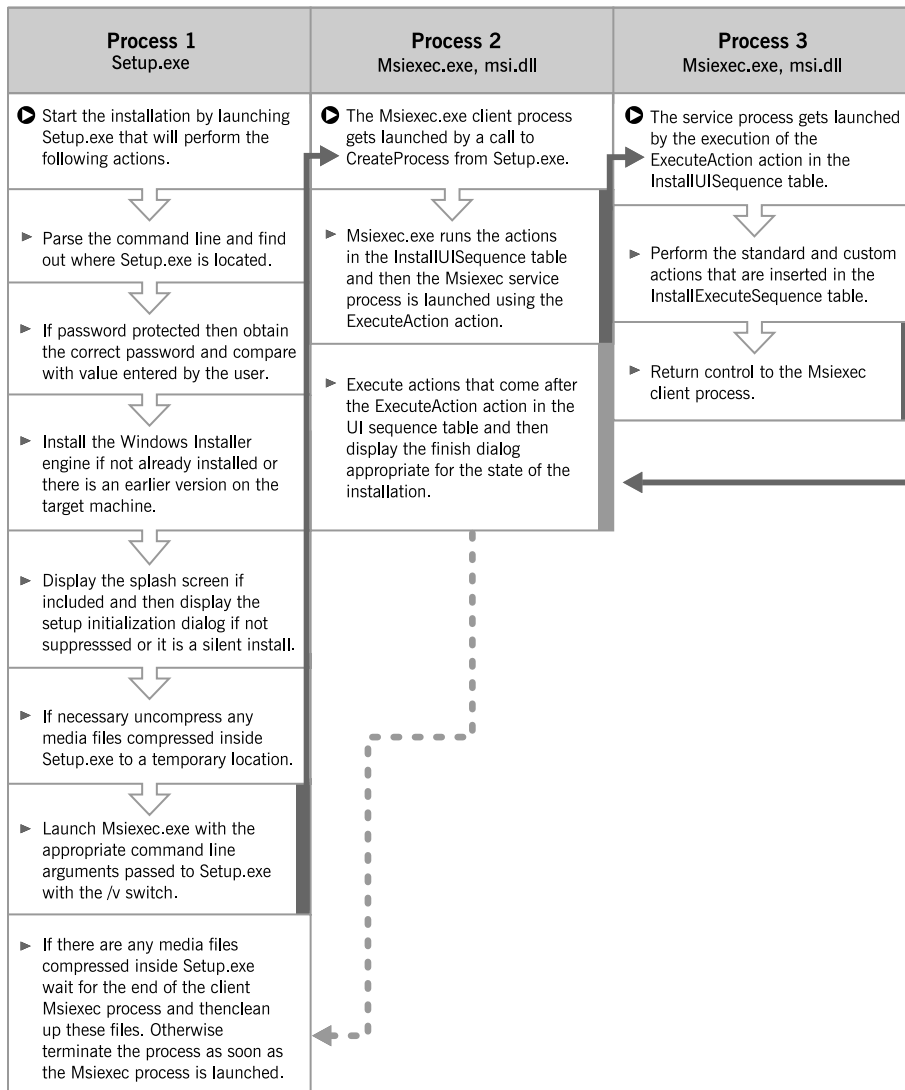 Process 1
Setup.exe
Start the installation by launching
Setup.exe that will perform the
following actions.
Parse the command line and find
out where Setup.exe is located.
If password protected then obtain
the correct password and compare
with value entered by the user.
Install the Windows Installer
engine if not already installed or
there is an earlier version on the
target machine.
Display the splash screen if
included and then display the
setup initialization dialog if not
suppresssed or it is a silent install.
If necessary uncompress any
media files compressed inside
Setup.exe to a temporary location.
Launch Msiexec.exe with the
appropriate command line
arguments passed to Setup.exe
with the /v switch.
If there are any media files
compressed inside Setup.exe
wait for the end of the client
Msiexec process and thenclean
up these files. Otherwise
terminate the process as soon as
the Msiexec process is launched.
Process 2
Msiexec.exe, msi.dll
The Msiexec.exe client process
gets launched by a call to
CreateProcess from Setup.exe.
Msiexec.exe runs the actions
in the InstallUISequence table
and then the Msiexec service
process is launched using the
ExecuteAction action.
Execute actions that come after
the ExecuteAction action in the
UI sequence table and then
display the finish dialog
appropriate for the state of the
installation.
Process 3
Msiexec.exe, msi.dll
The service process gets launched
by the execution of the
ExecuteAction action in the
InstallUISequence table.
Perform the standard and custom
actions that are inserted in the
InstallExecuteSequence table.
Return control to the Msiexec
client process.